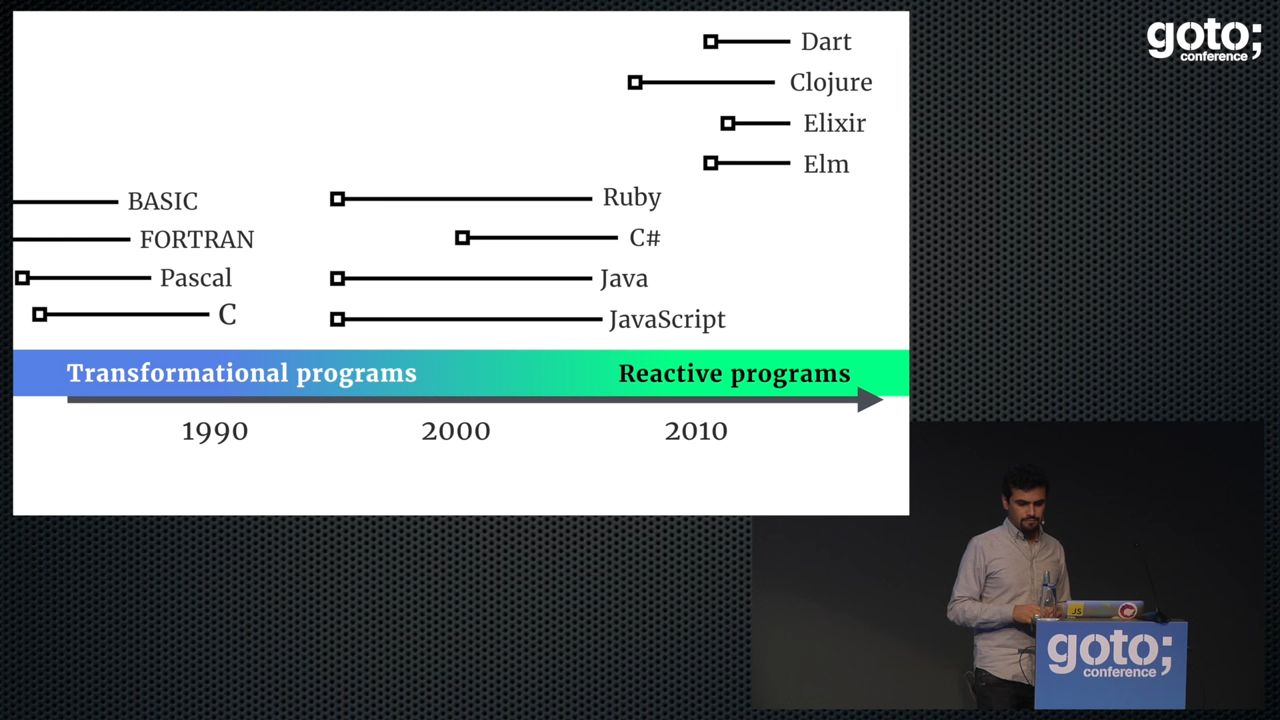 Dart
Clojure
Elixir
Elm
BASIC
Ruby
FORTRAN
C#
Pascal
Java
C
JavaScript
Transformational programs
Reactive programs
1990
2000
2010
goto;
conference
JS
goto;
conference